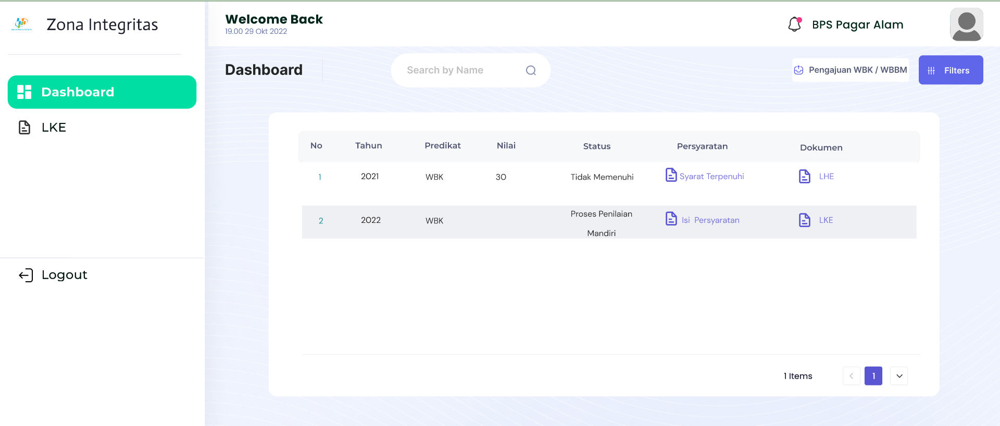 Zona Integritas
Welcome Back
19.00 29 Okt 2022
BPS Pagar Alam
Dashboard
LKE
Logout
Dashboard
Search by Name
Pengajuan WBK / WBBM
Filters
No Tahun Predikat Nilai Status Persyaratan Dokumen
1 2021 WBK 30 Tidak Memenuhi Syarat Terpenuhi LHE
2 2022 WBK Proses Penilaian Mandiri Isi Persyaratan LKE
1 Items
1